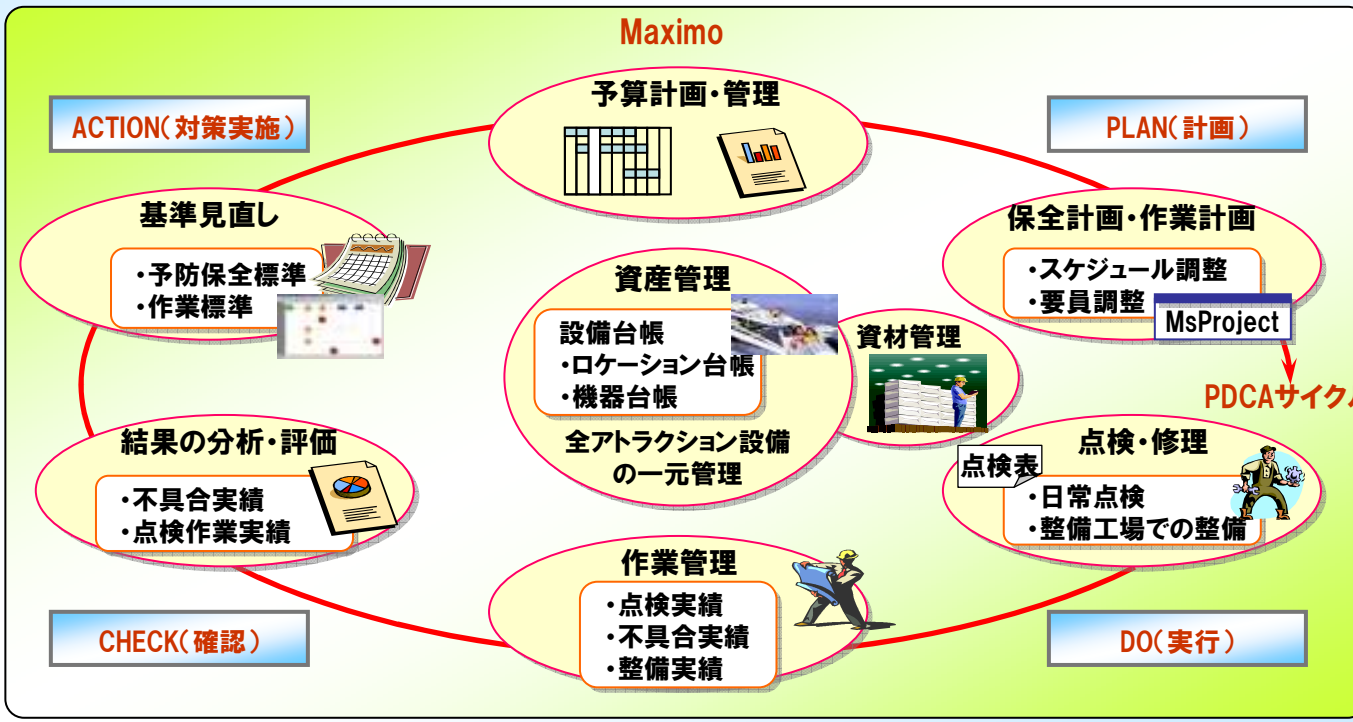 Maximo
予算計画・管理
ACTION(対策実施)
PLAN(計画)
基準見直し
・予防保全標準
・作業標準
保全計画・作業計画
・スケジュール調整
・要員調整
MsProject
資産管理
設備台帳
・ロケーション台帳
・機器台帳
全アトラクション設備
の一元管理
資材管理
PDCAサイクル
結果の分析・評価
・不具合実績
・点検作業実績
点検・修理
点検表
・日常点検
・整備工場での整備
作業管理
・点検実績
・不具合実績
・整備実績
CHECK(確認)
DO(実行)